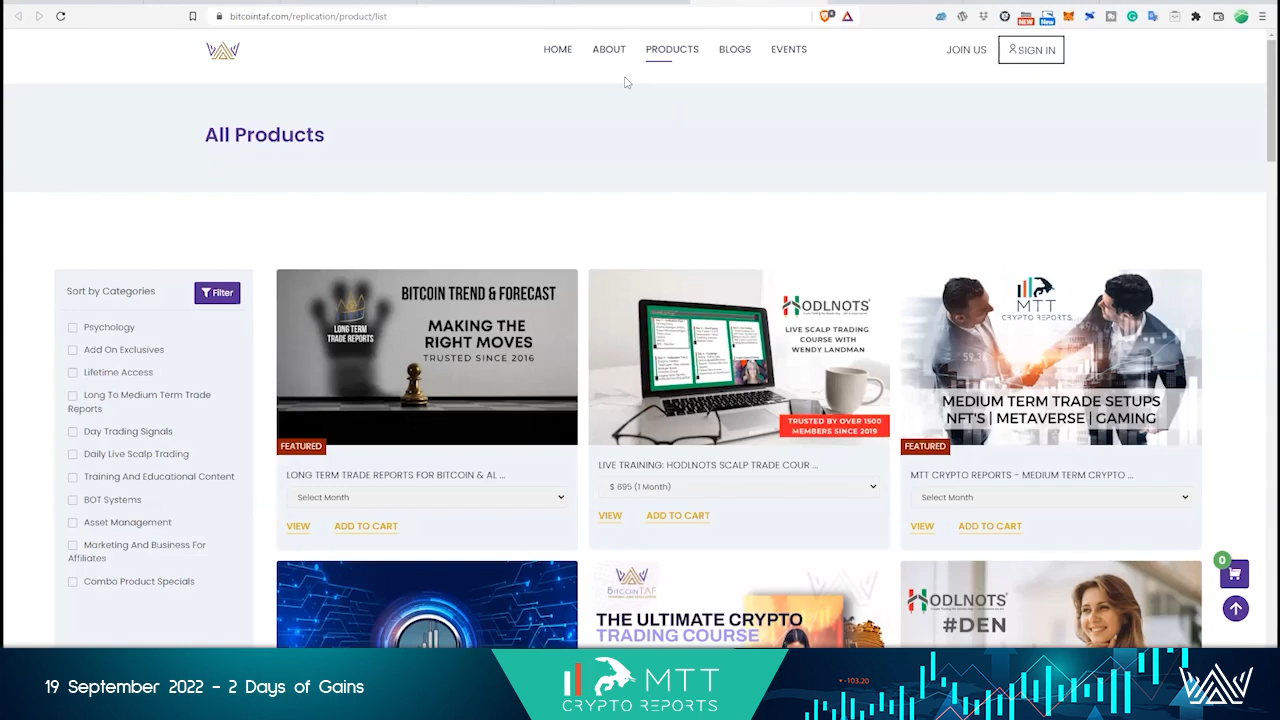 bitcointaf.com/replication/product/list
HOME ABOUT PRODUCTS BLOGS EVENTS
JOIN US SIGN IN
All Products
Sort by Categories
Filter
Psychology
Add On Exclusives
Lifetime Access
Long To Medium Term Trade
Reports
Daily
Signals
Daily Live Scalp Trading
Training And Educational Content
BOT Systems
Asset Management
Marketing And Business For
Affiliates
Combo Product Specials
LONG TERM
TRADE REPORTS
BITCOIN TREND & FORECAST
MAKING THE
RIGHT MOVES
TRUSTED SINCE 2016
FEATURED
LONG TERM TRADE REPORTS FOR BITCOIN & AL ...
Select Month
VIEW ADD TO CART
HODLNOTS
LIVE SCALP TRADING
COURSE WITH
WENDY LANDMAN
TRUSTED BY OVER 1500
MEMBERS SINCE 2019
LIVE TRAINING: HODLNOTS SCALP TRADE COUR ...
$ 695 (1 Month)
VIEW ADD TO CART
MTT
CRYPTO REPORTS
MEDIUM TERM TRADE SETUPS
NFT'S | METAVERSE | GAMING
FEATURED
MTT CRYPTO REPORTS - MEDIUM TERM CRYPTO ...
Select Month
VIEW ADD TO CART
0
BITCOINTAF
THE ULTIMATE CRYPTO
TRADING COURSE
HODLNOTS
#DEN
19 September 2022 - 2 Days of Gains
MTT
CRYPTO REPORTS
-103.20